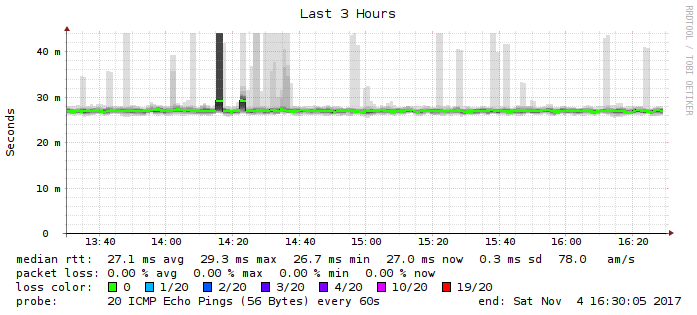 Last 3 Hours
RRDTOOL / TOBI OETIKER
Seconds
40 m
30 m
20 m
10 m
0
13:40 14:00 14:20 14:40 15:00 15:20 15:40 16:00 16:20
median rtt: 27.1 ms avg 29.3 ms max 26.7 ms min 27.0 ms now 0.3 ms sd 78.0 am/s
packet loss: 0.00 % avg 0.00 % max 0.00 % min 0.00 % now
loss color: 0 1/20 2/20 3/20 4/20 10/20 19/20
probe: 20 ICMP Echo Pings (56 Bytes) every 60s end: Sat Nov 4 16:30:05 2017